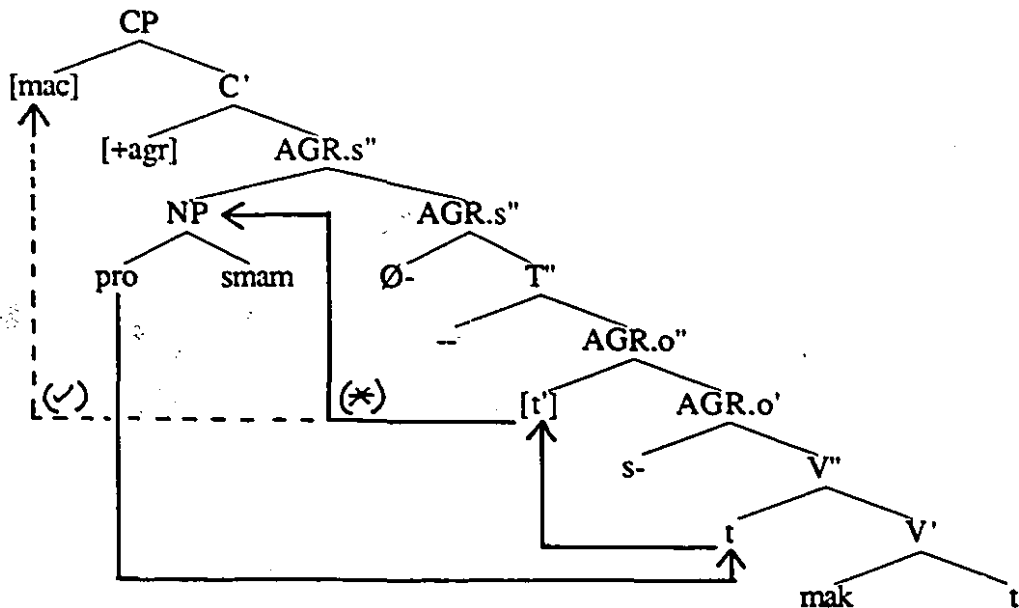 CP
[mac] C'
[+agr] AGR.s"
NP AGR.s"
pro smam Ø- T"
-- AGR.o"
(✓) (*) [t'] AGR.o'
s- V"
t V'
mak t